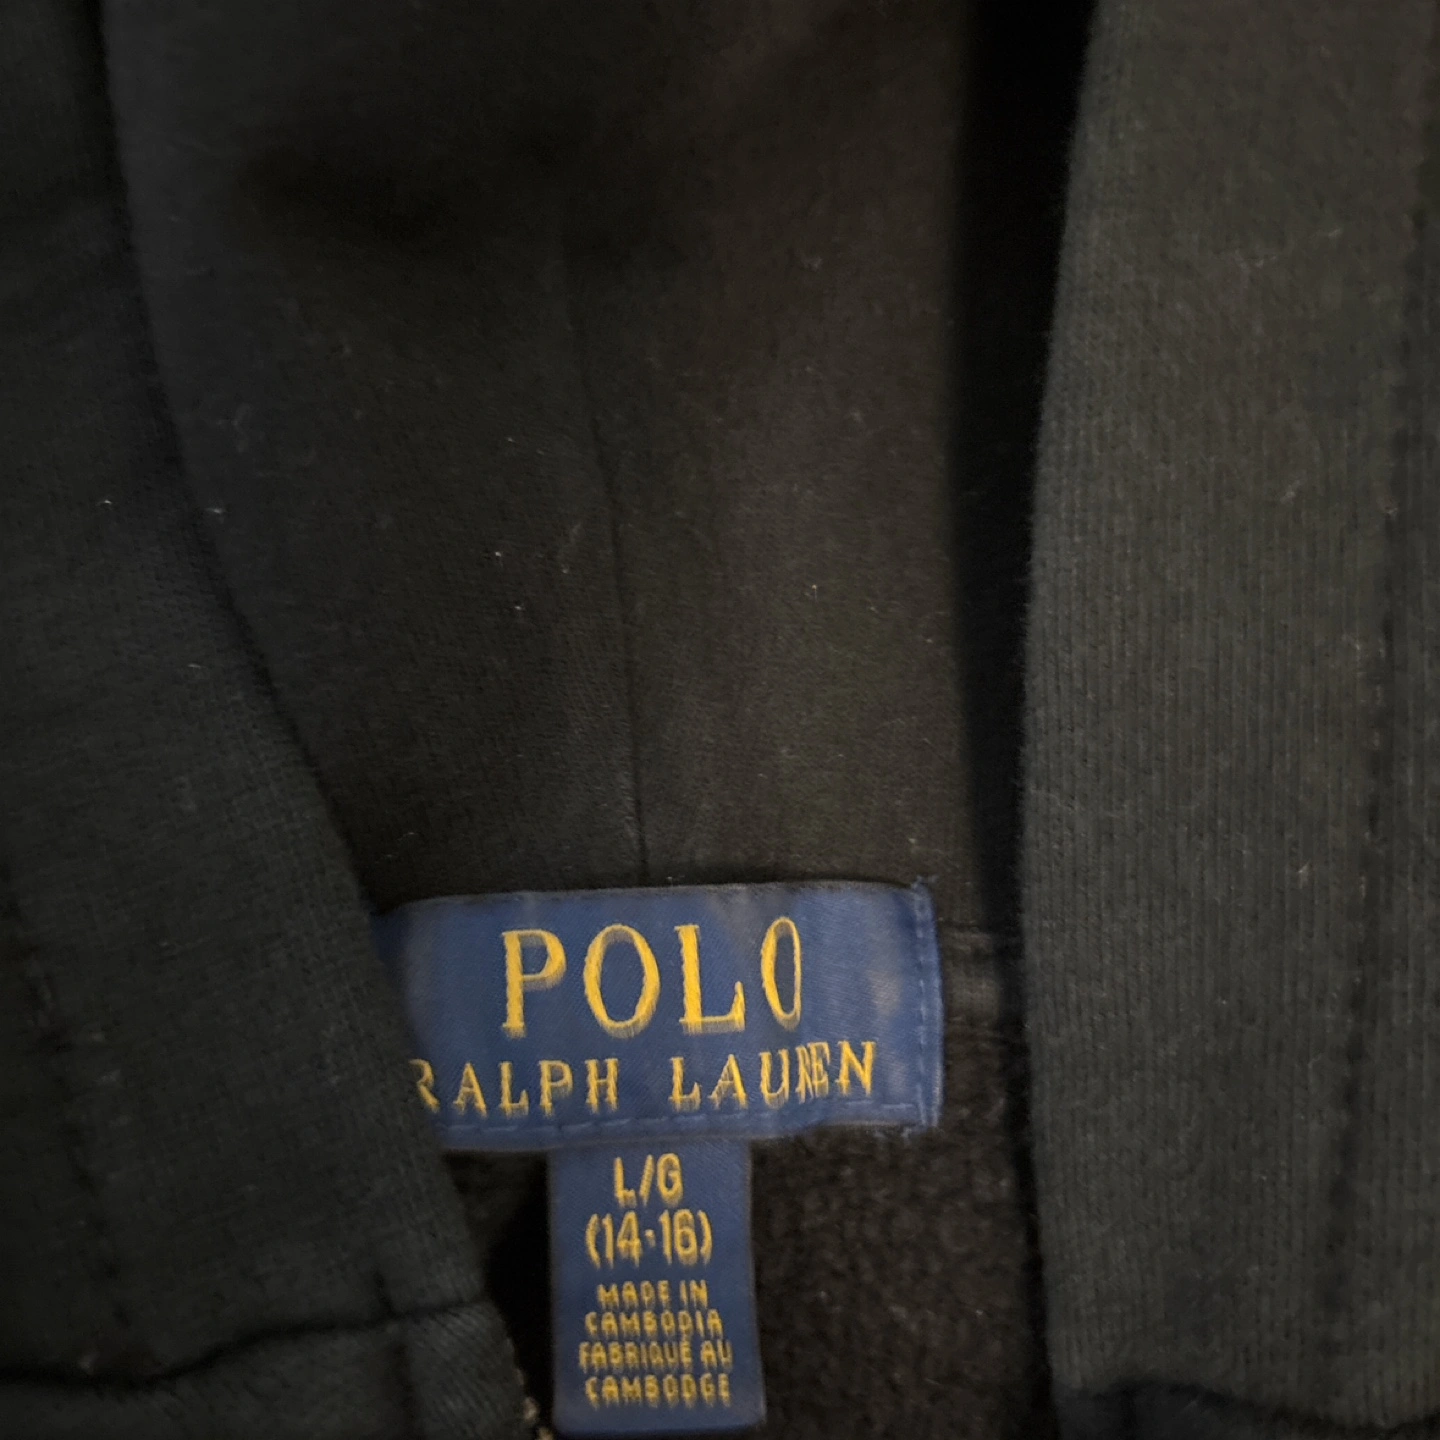 POLO
RALPH LAUREN
L/G
(14-16)
MADE IN
CAMBODIA
FABRIQUÉ AU
CAMBODGE